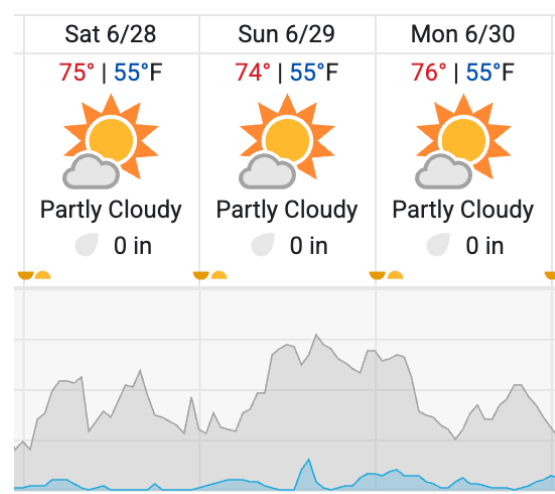 Sat 6/28 Sun 6/29 Mon 6/30
75° | 55°F 74° | 55°F 76° | 55°F
Partly Cloudy Partly Cloudy Partly Cloudy
0 in 0 in 0 in